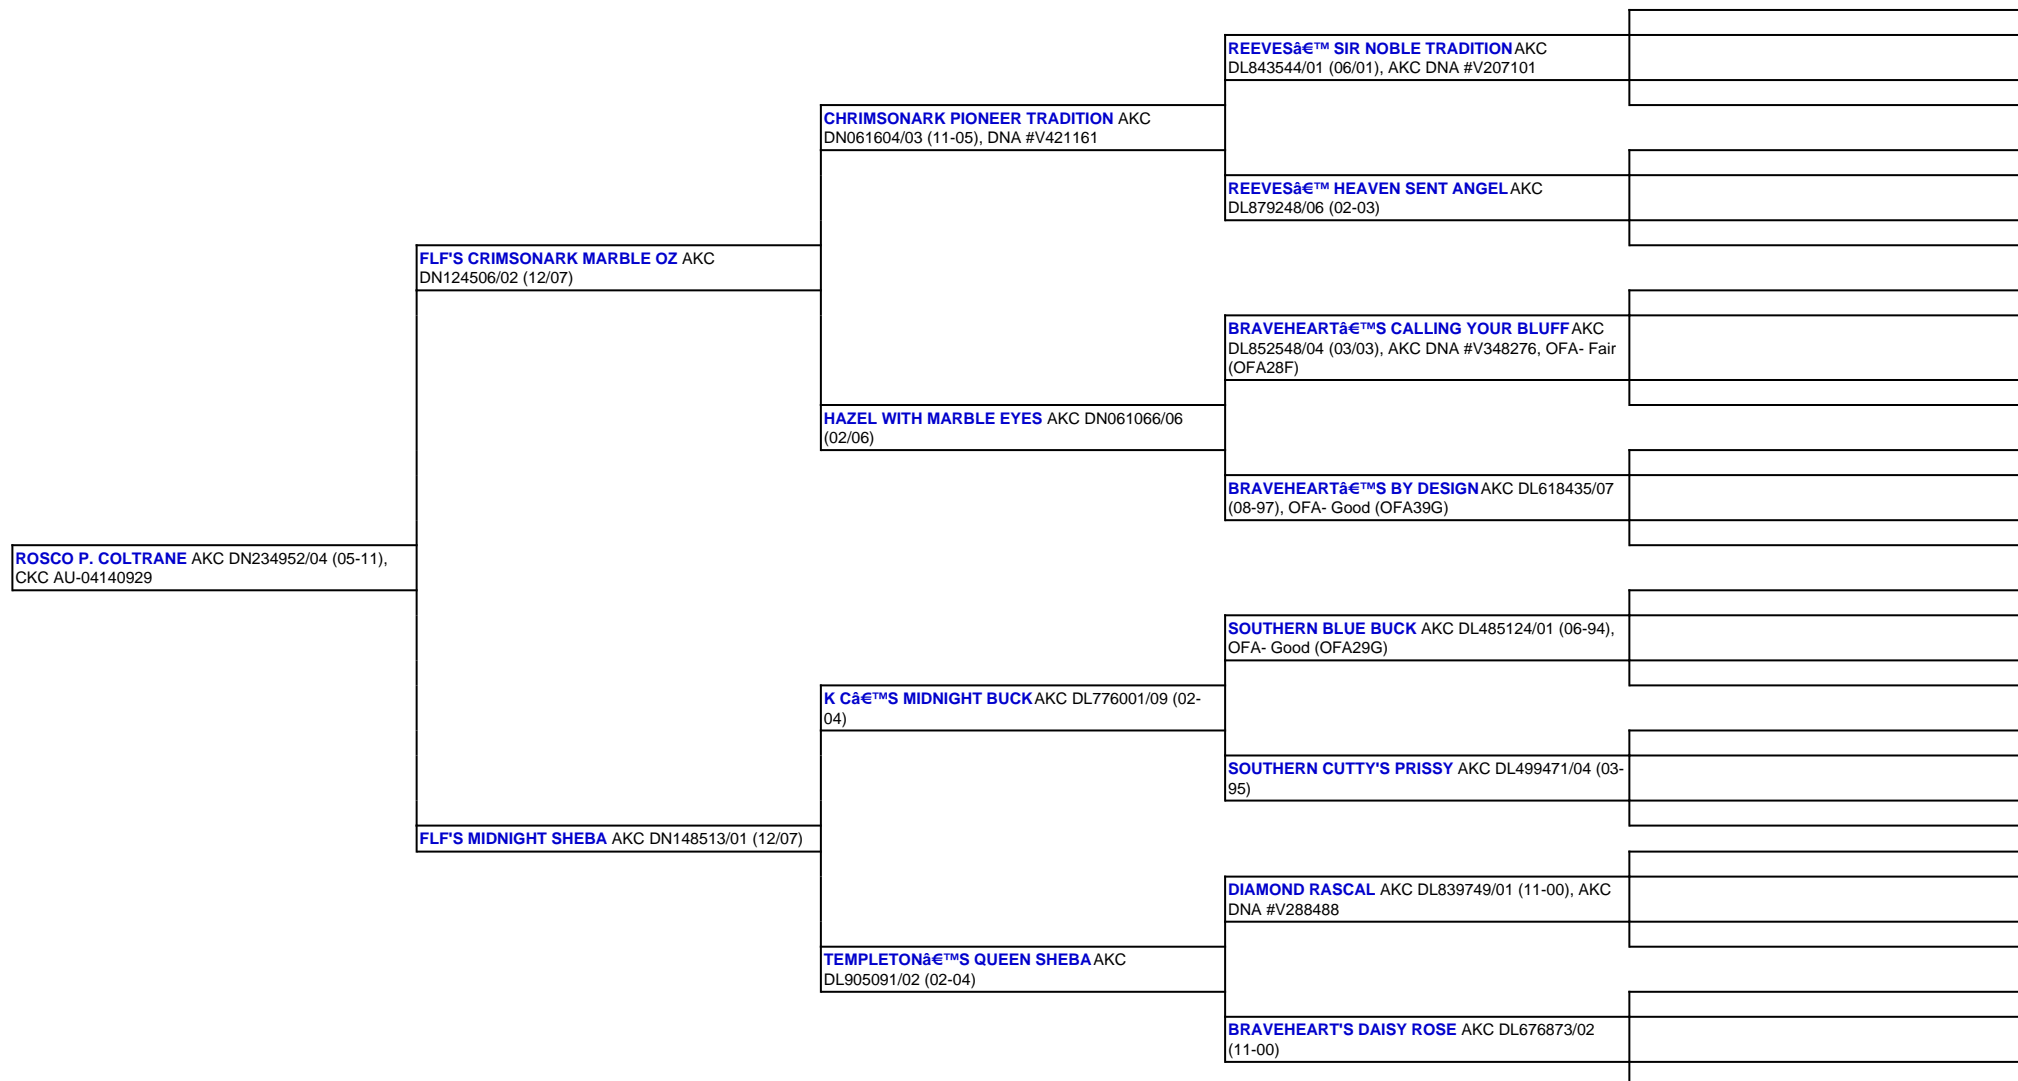 REEVESâ€™ SIR NOBLE TRADITION AKC
DL843544/01 (06/01), AKC DNA #V207101
CHRIMSONARK PIONEER TRADITION AKC
DN061604/03 (11-05), DNA #V421161
REEVESâ€™ HEAVEN SENT ANGEL AKC
DL879248/06 (02-03)
FLF'S CRIMSONARK MARBLE OZ AKC
DN124506/02 (12/07)
BRAVEHEARTâ€™S CALLING YOUR BLUFF AKC
DL852548/04 (03/03), AKC DNA #V348276, OFA- Fair
(OFA28F)
HAZEL WITH MARBLE EYES AKC DN061066/06
(02/06)
BRAVEHEARTâ€™S BY DESIGN AKC DL618435/07
(08-97), OFA- Good (OFA39G)
ROSCO P. COLTRANE AKC DN234952/04 (05-11),
CKC AU-04140929
SOUTHERN BLUE BUCK AKC DL485124/01 (06-94),
OFA- Good (OFA29G)
K Câ€™S MIDNIGHT BUCK AKC DL776001/09 (02-
04)
SOUTHERN CUTTY'S PRISSY AKC DL499471/04 (03-
95)
FLF'S MIDNIGHT SHEBA AKC DN148513/01 (12/07)
DIAMOND RASCAL AKC DL839749/01 (11-00), AKC
DNA #V288488
TEMPLETONâ€™S QUEEN SHEBA AKC
DL905091/02 (02-04)
BRAVEHEART'S DAISY ROSE AKC DL676873/02
(11-00)